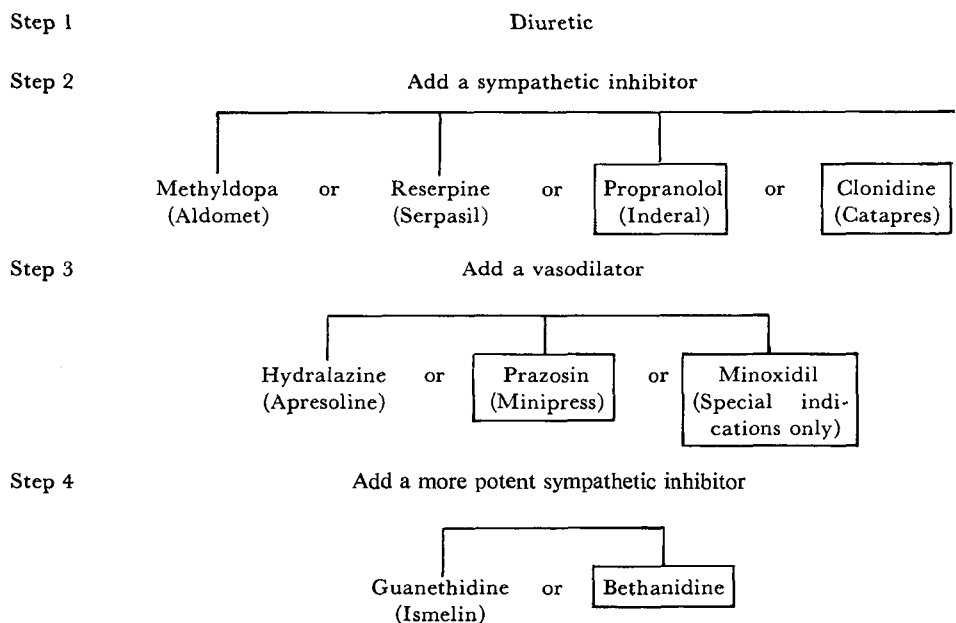 Step 1 Diuretic
Step 2 Add a sympathetic inhibitor
Methyldopa or Reserpine or Propranolol or Clonidine
(Aldomet) (Serpasil) (Inderal) (Catapres)
Step 3 Add a vasodilator
Hydralazine or Prazosin or Minoxidil
(Apresoline) (Minipress) (Special indi-
cations only)
Step 4 Add a more potent sympathetic inhibitor
Guanethidine or Bethanidine
(Ismelin)